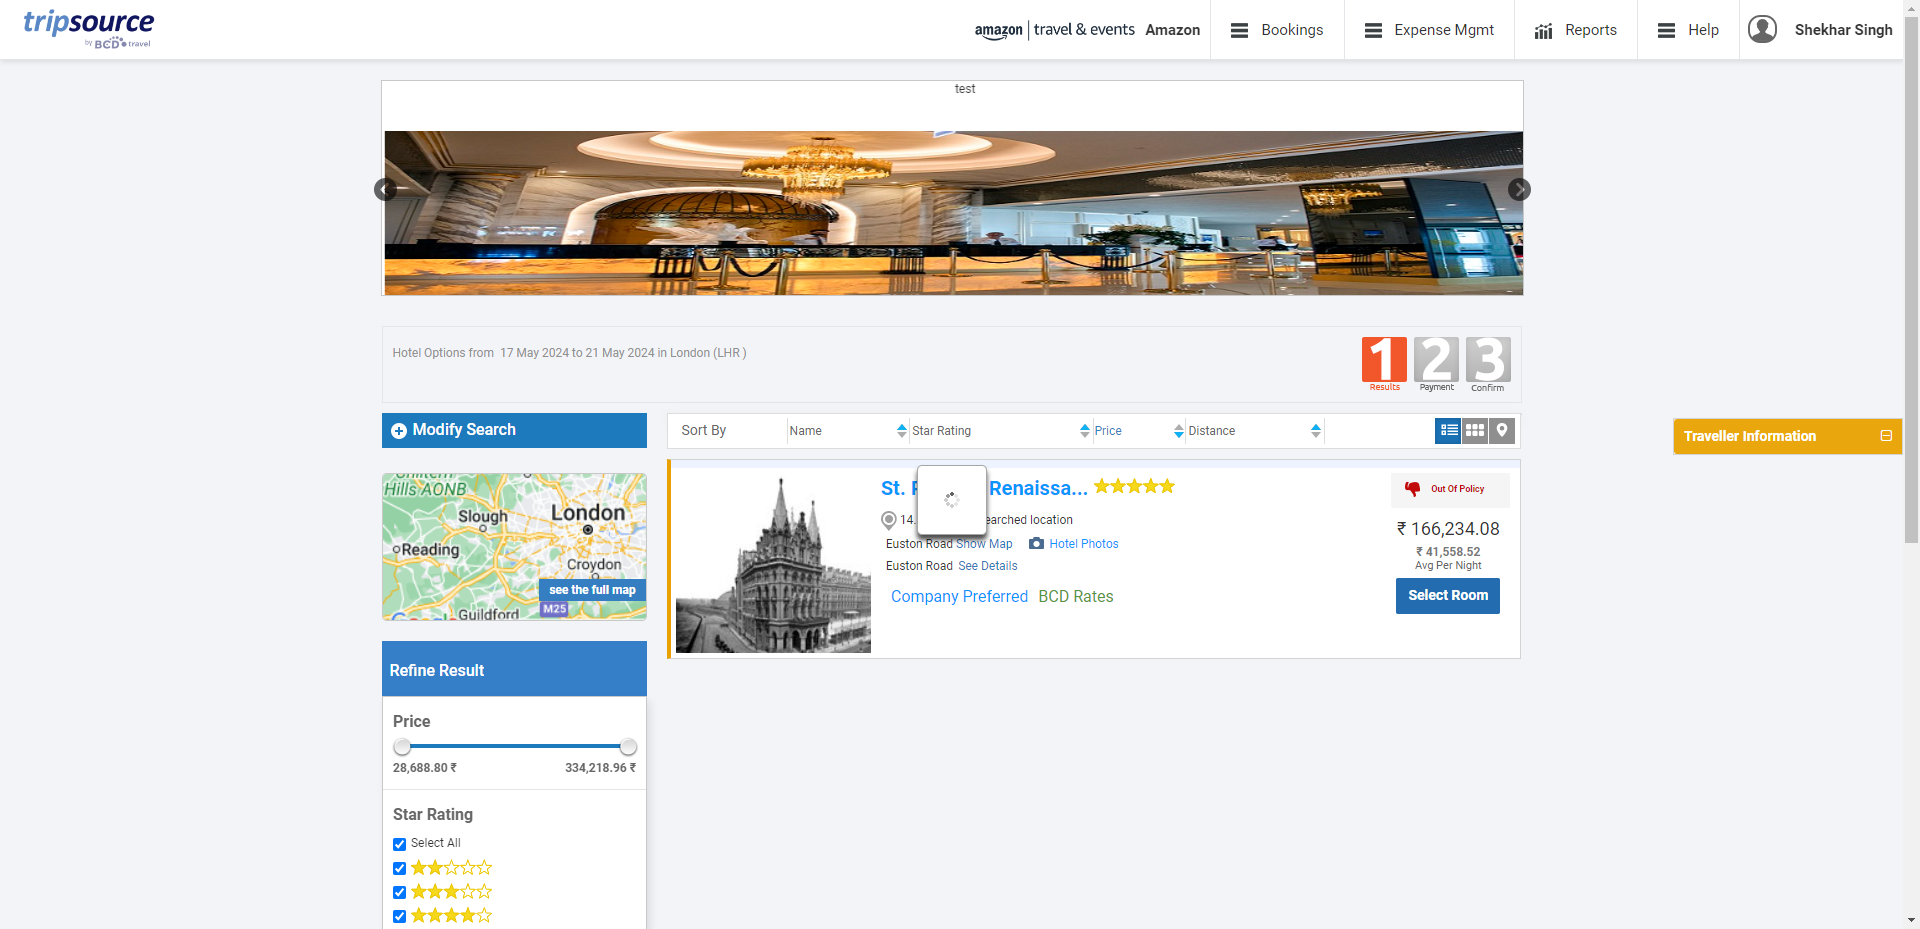 tripsource
by BCD travel
amazon | travel & events Amazon
Bookings
Expense Mgmt
Reports
Help
Shekhar Singh
test
Hotel Options from 17 May 2024 to 21 May 2024 in London (LHR )
1 2 3
Results Payment Confirm
Modify Search
Sort By Name Star Rating Price Distance
Traveller Information
Hills AONB
Slough
London
Reading
Croydon
see the full map
M25
Guildford
St. Renaissa...
14. earched location
Euston Road Show Map Hotel Photos
Euston Road See Details
Company Preferred BCD Rates
Out Of Policy
₹ 166,234.08
₹ 41,558.52
Avg Per Night
Select Room
Refine Result
Price
28,688.80 ₹ 334,218.96 ₹
Star Rating
Select All